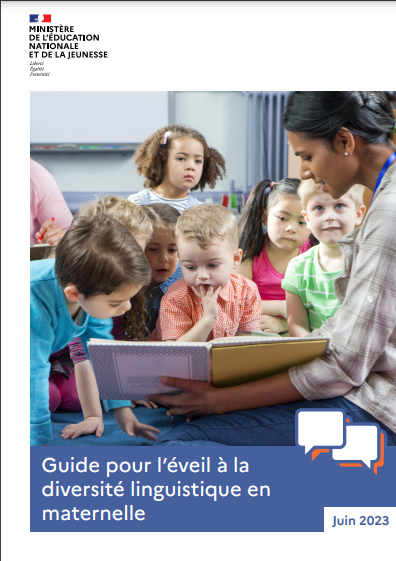 MINISTÈRE
DE L'ÉDUCATION
NATIONALE
ET DE LA JEUNESSE
Liberté
Égalité
Fraternité
Guide pour l'éveil à la
diversité linguistique en
maternelle
Juin 2023